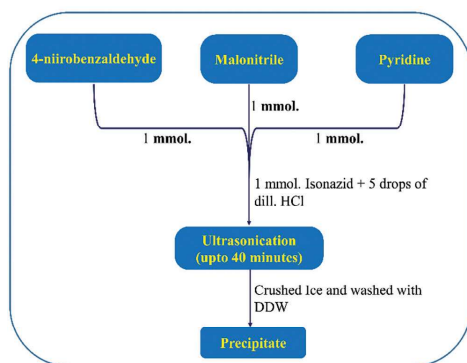 4-niirobenzaldehyde
Malonitrile
Pyridine
1 mmol.
1 mmol.
1 mmol.
1 mmol. Isonazid + 5 drops of
dill. HCl
Ultrasonication
(upto 40 minutes)
Crushed Ice and washed with
DDW
Precipitate